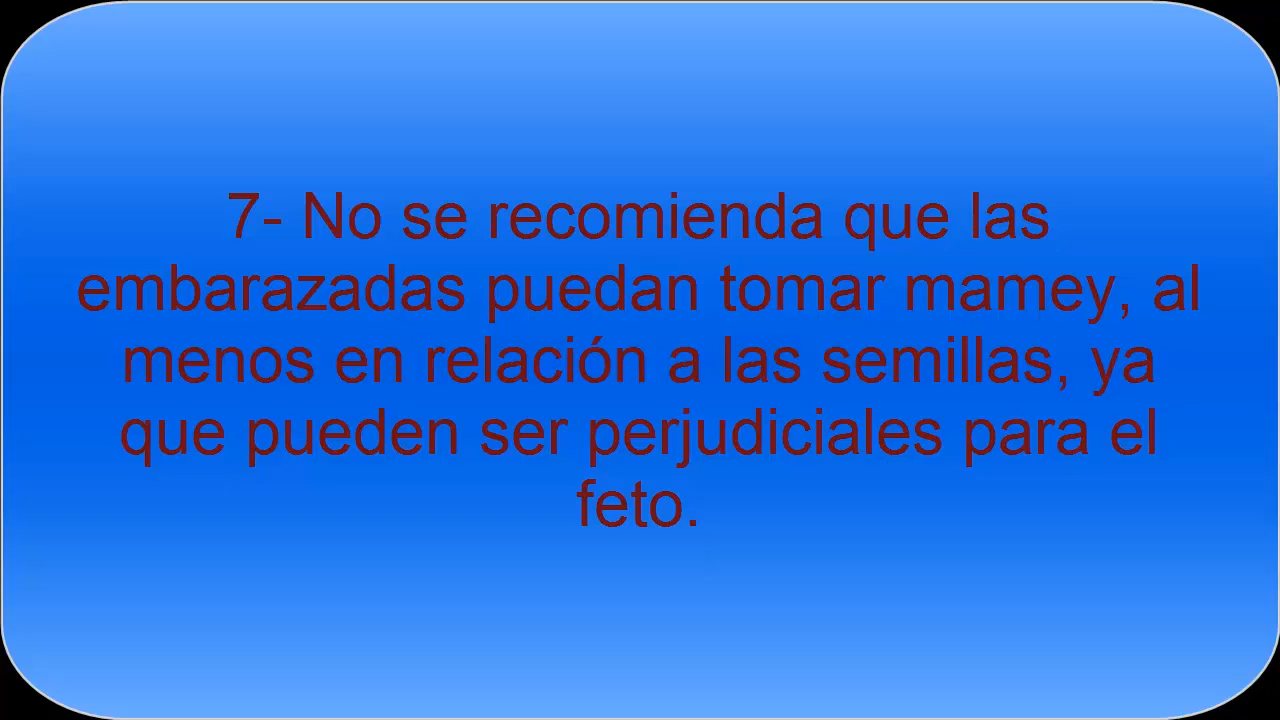 7- No se recomienda que las
embarazadas puedan tomar mamey, al
menos en relación a las semillas, ya
que pueden ser perjudiciales para el
feto.